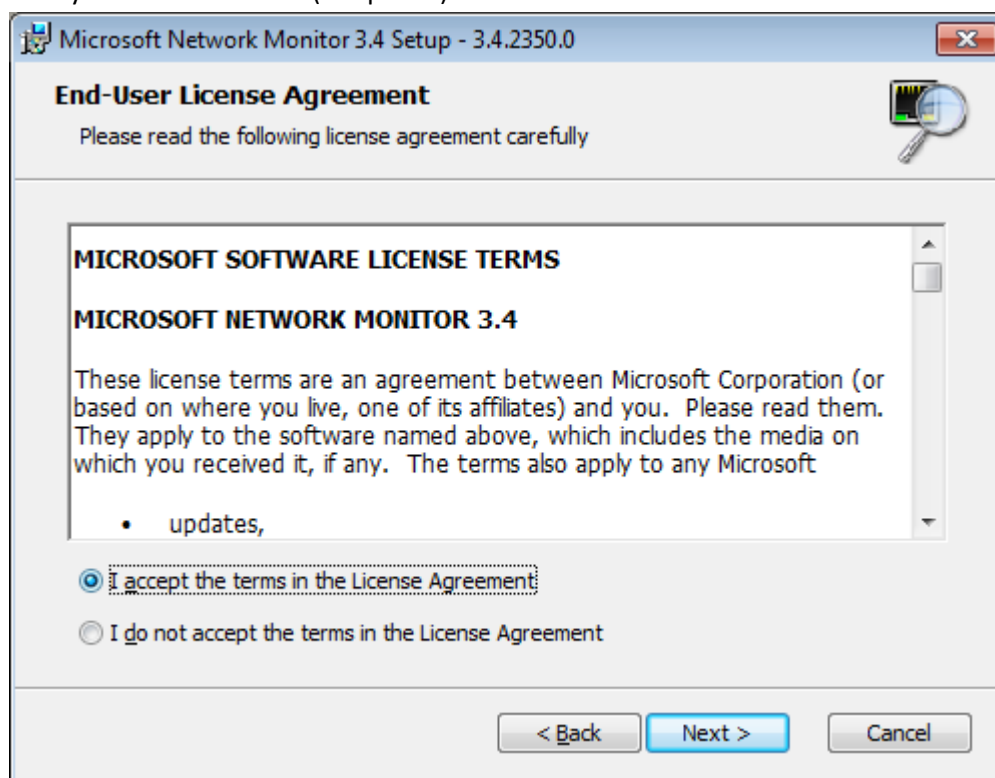 Microsoft Network Monitor 3.4 Setup - 3.4.2350.0
End-User License Agreement
Please read the following license agreement carefully
MICROSOFT SOFTWARE LICENSE TERMS
MICROSOFT NETWORK MONITOR 3.4
These license terms are an agreement between Microsoft Corporation (or
based on where you live, one of its affiliates) and you.  Please read them.
They apply to the software named above, which includes the media on
which you received it, if any.  The terms also apply to any Microsoft
• updates,
I accept the terms in the License Agreement
I do not accept the terms in the License Agreement
< Back
Next >
Cancel